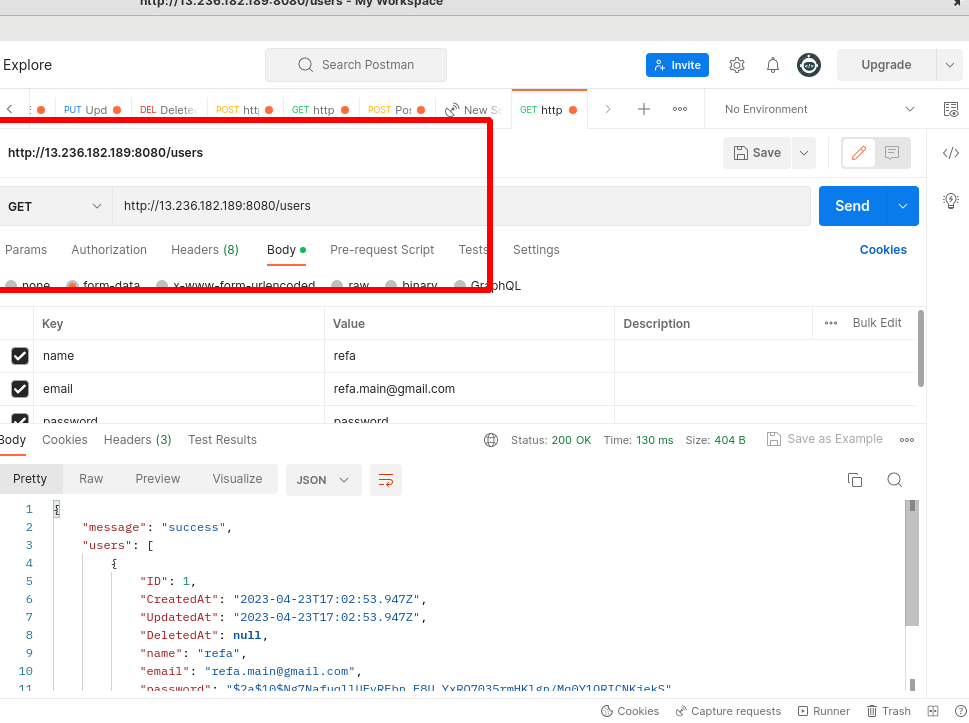 http://13.236.182.189:8080/users - My Workspace
Explore Search Postman Invite Upgrade
PUT Upd DEL Delete POST htt GET http POST Pos New S GET http No Environment
http://13.236.182.189:8080/users Save
GET http://13.236.182.189:8080/users Send
Params Authorization Headers (8) Body Pre-request Script Tests Settings Cookies
none form-data x-www-form-urlencoded raw binary GraphQL
Key Value Description Bulk Edit
name refa
email refa.main@gmail.com
password password
Body Cookies Headers (3) Test Results Status: 200 OK Time: 130 ms Size: 404 B Save as Example
Pretty Raw Preview Visualize JSON
1 {
2 "message": "success",
3 "users": [
4 {
5 "ID": 1,
6 "CreatedAt": "2023-04-23T17:02:53.947Z",
7 "UpdatedAt": "2023-04-23T17:02:53.947Z",
8 "DeletedAt": null,
9 "name": "refa",
10 "email": "refa.main@gmail.com",
11 "password":
Cookies Capture requests Runner Trash